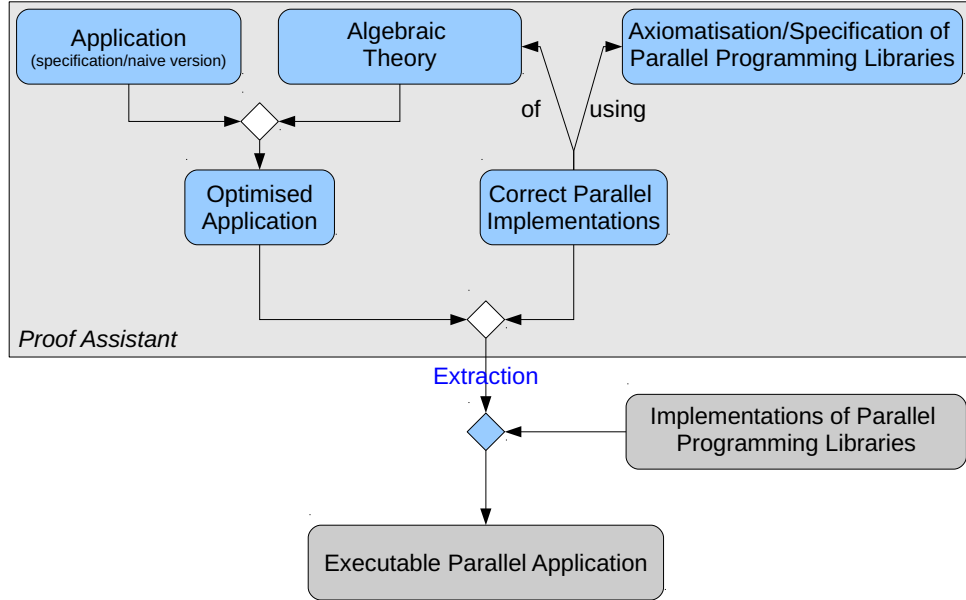 Application
(specification/naive version)
Algebraic
Theory
Axiomatisation/Specification of
Parallel Programming Libraries
of
using
Optimised
Application
Correct Parallel
Implementations
Proof Assistant
Extraction
Implementations of Parallel
Programming Libraries
Executable Parallel Application